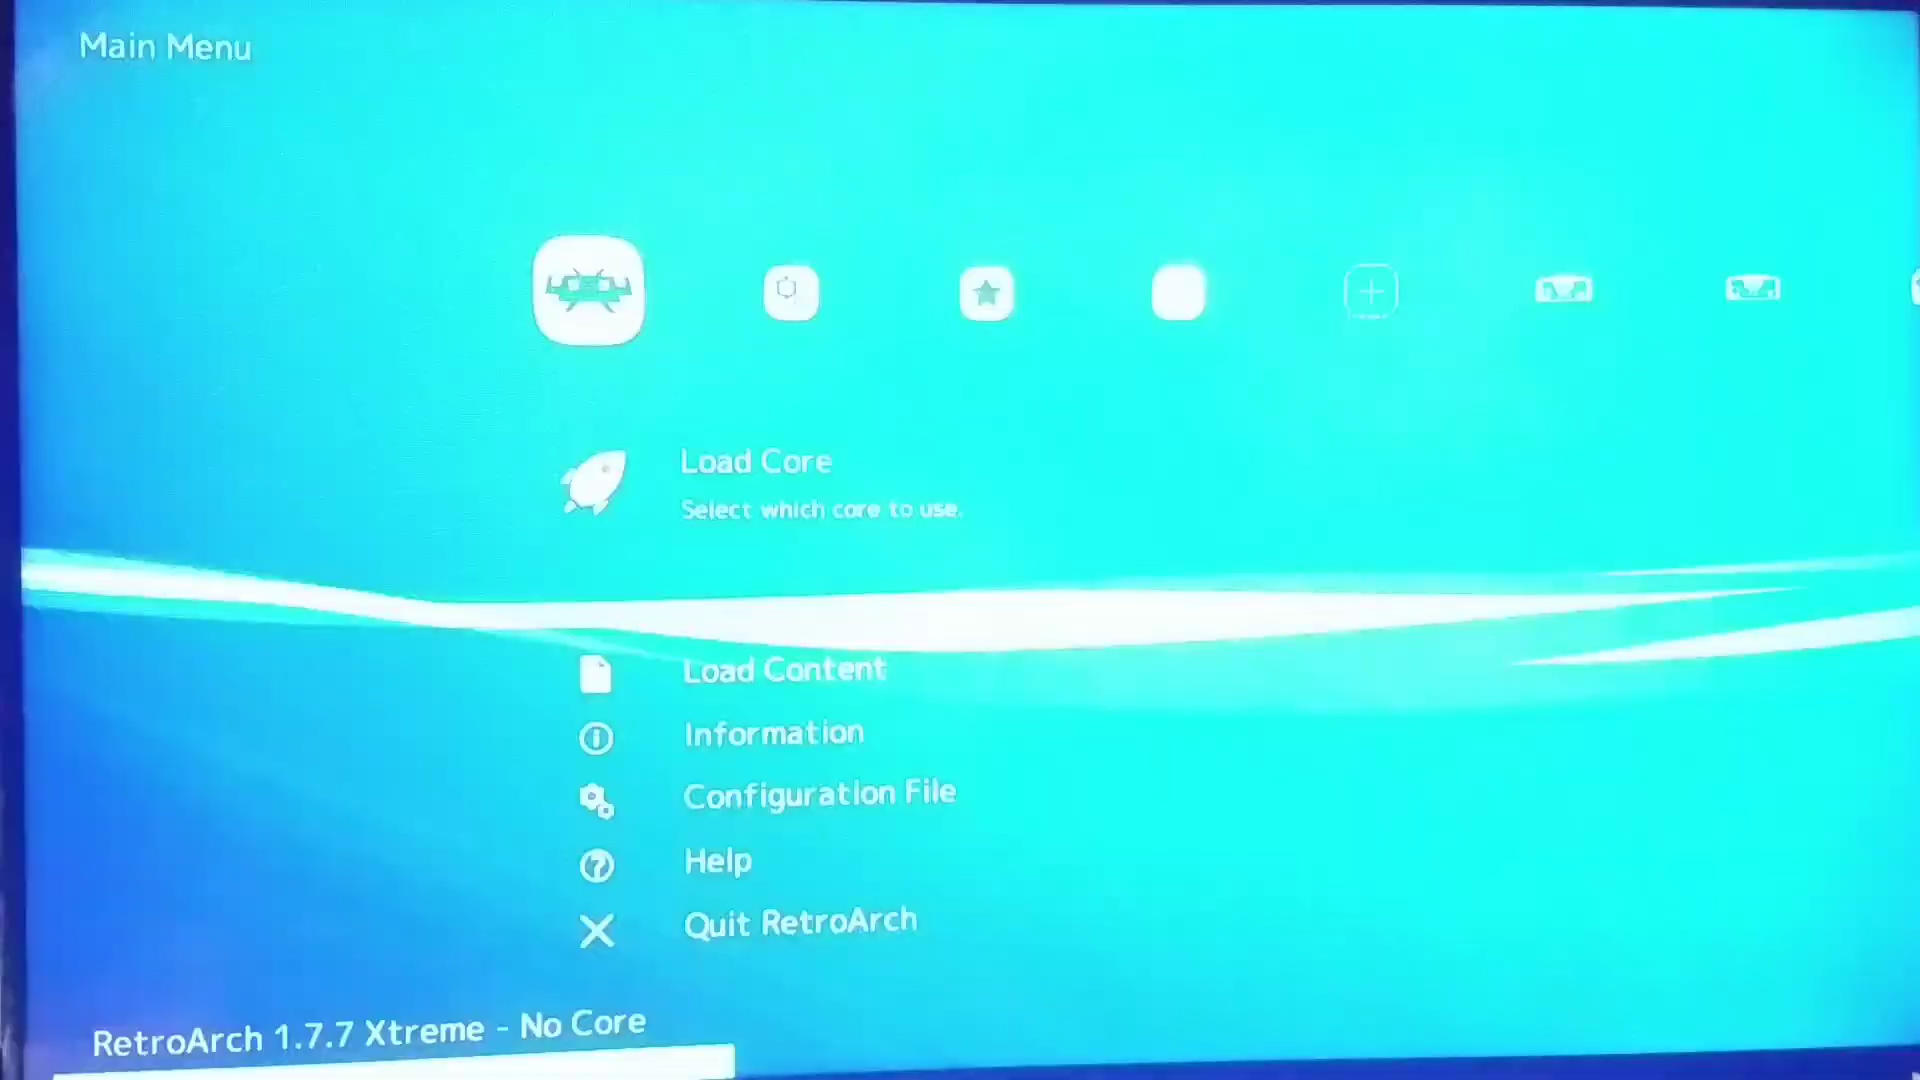 Main Menu
Load Core
Select which core to use.
Load Content
Information
Configuration File
Help
Quit RetroArch
RetroArch 1.7.7 Xtreme - No Core